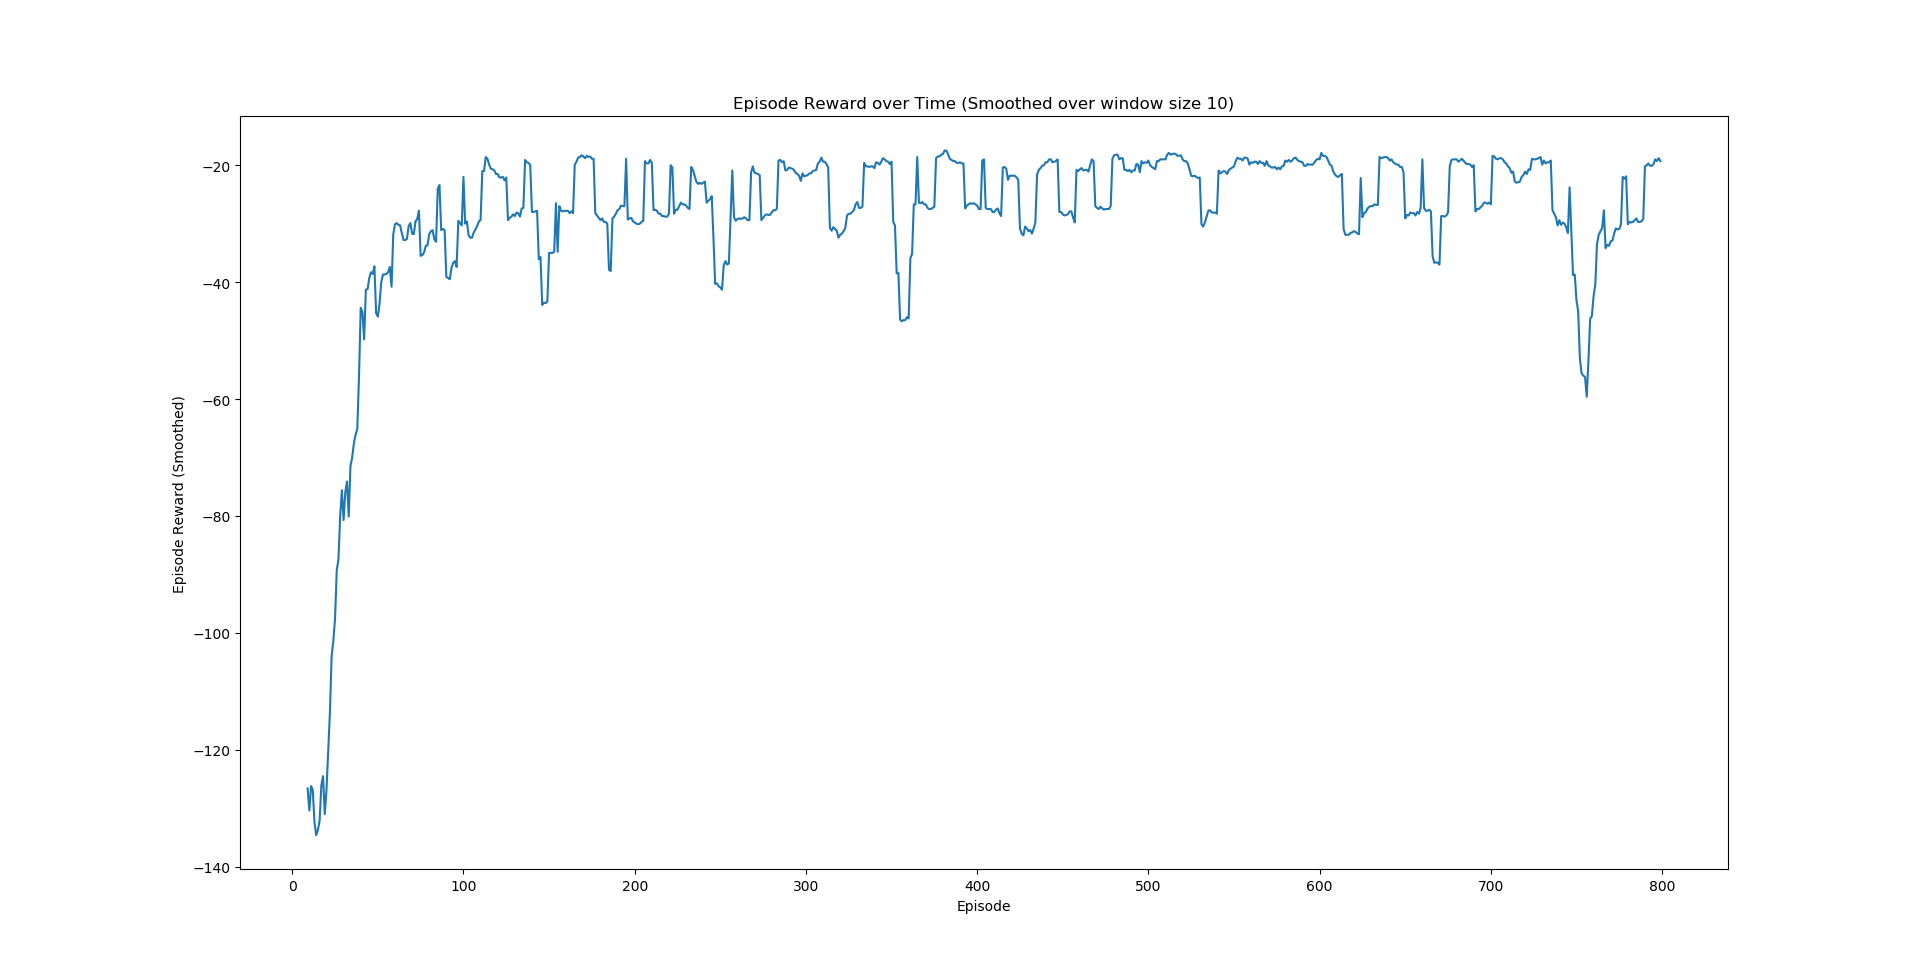 Episode Reward over Time (Smoothed over window size 10)
−20
−40
−60
−80
−100
−120
−140
Episode Reward (Smoothed)
0 100 200 300 400 500 600 700 800
Episode